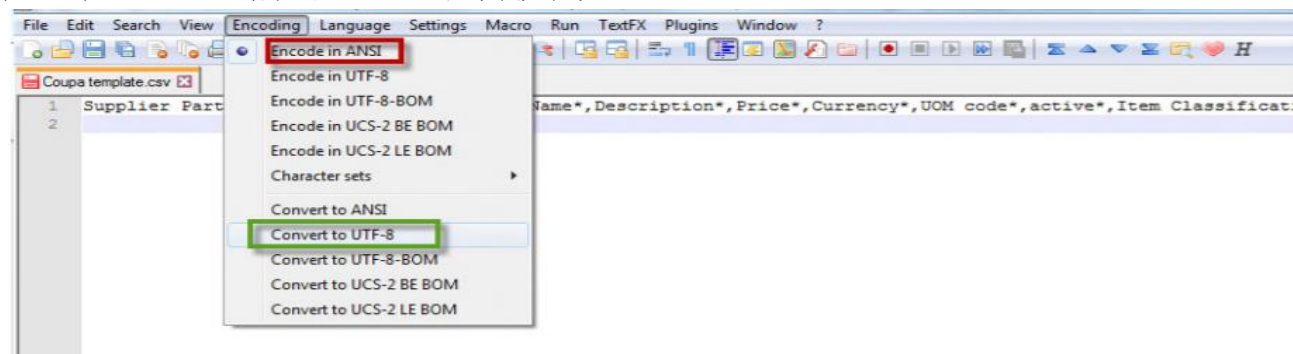 File Edit Search View Encoding Language Settings Macro Run TextFX Plugins Window ?
Encode in ANSI
Coupa template.csv
Encode in UTF-8
1 Supplier Part
Name*,Description*,Price*,Currency*,UOM code*,active*,Item Classificat
Encode in UTF-8-BOM
2
Encode in UCS-2 BE BOM
Encode in UCS-2 LE BOM
Character sets
Convert to ANSI
Convert to UTF-8
Convert to UTF-8-BOM
Convert to UCS-2 BE BOM
Convert to UCS-2 LE BOM